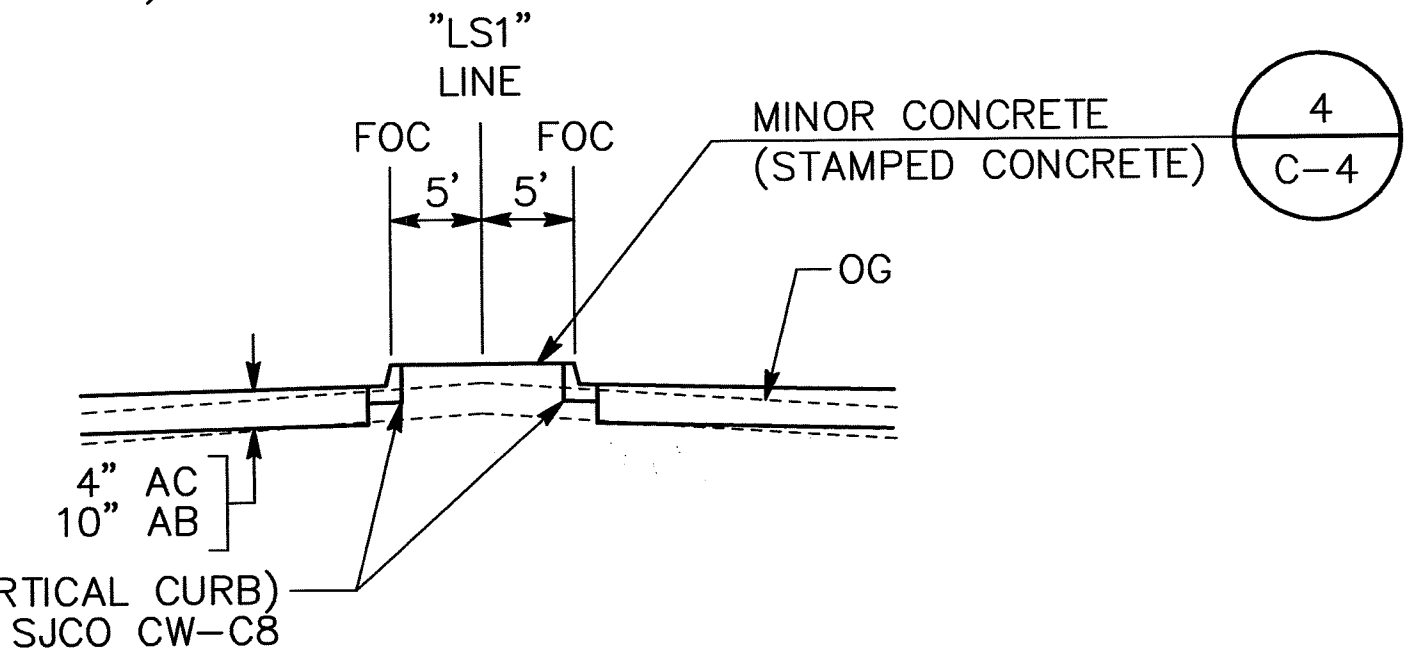 "LS1"
LINE
FOC
FOC
5'
5'
MINOR CONCRETE
(STAMPED CONCRETE)
4
C-4
OG
4" AC
10" AB
RTICAL CURB)
SJCO CW-C8